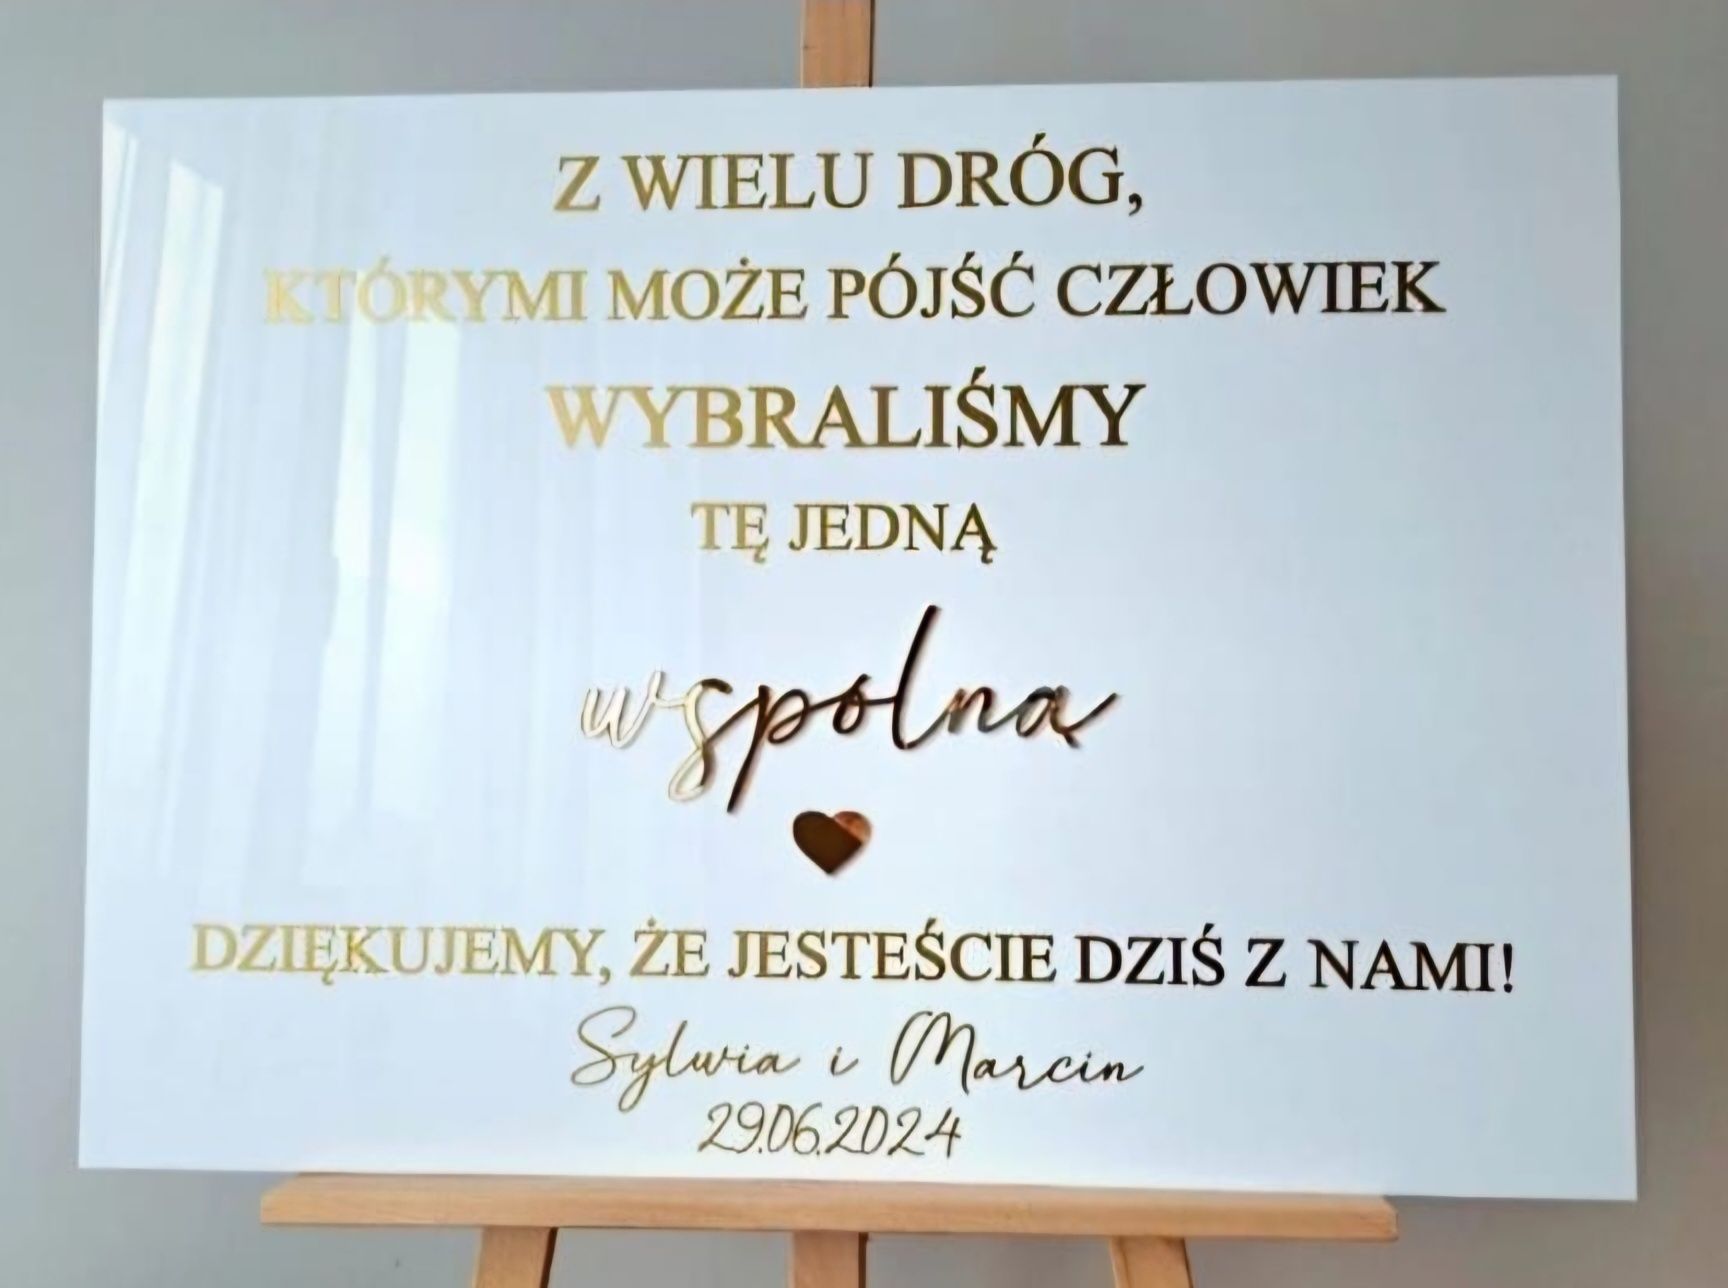 Z WIELU DRÓG,
KTÓRYMI MOŻE PÓJŚĆ CZŁOWIEK
WYBRALIŚMY
TĘ JEDNĄ
wspolną
DZIĘKUJEMY, ŻE JESTEŚCIE DZIŚ Z NAMI!
Sylwia i Marcin
29.06.2024